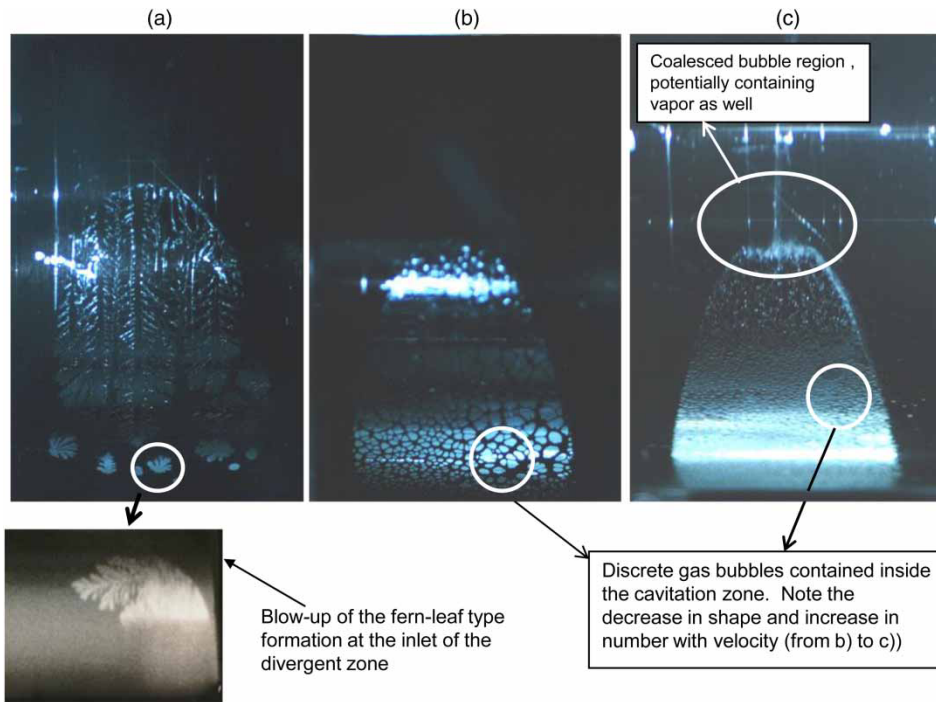 (a)
(b)
(c)
Coalesced bubble region ,
potentially containing
vapor as well
Blow-up of the fern-leaf type
formation at the inlet of the
divergent zone
Discrete gas bubbles contained inside
the cavitation zone.  Note the
decrease in shape and increase in
number with velocity (from b) to c))